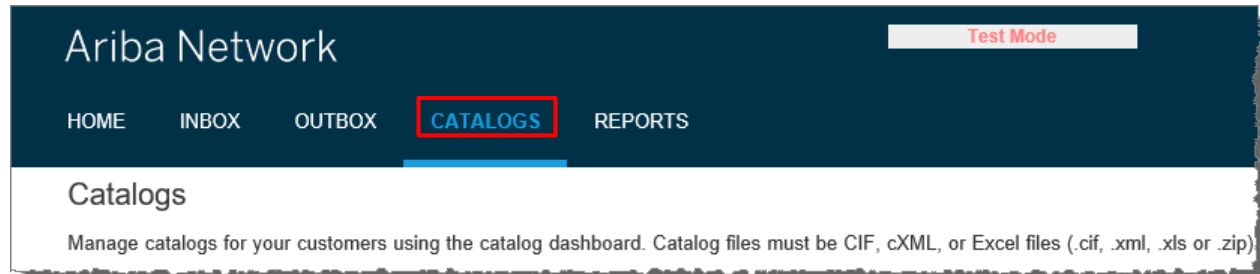 Ariba Network
Test Mode
HOME INBOX OUTBOX CATALOGS REPORTS
Catalogs
Manage catalogs for your customers using the catalog dashboard. Catalog files must be CIF, cXML, or Excel files (.cif, .xml, .xls or .zip)